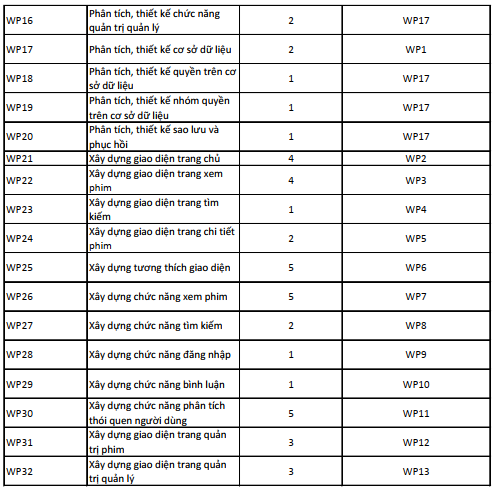 WP16 Phân tích, thiết kế chức năng quản trị quản lý 2 WP17
WP17 Phân tích, thiết kế cơ sở dữ liệu 2 WP1
WP18 Phân tích, thiết kế quyền trên cơ sở dữ liệu 1 WP17
WP19 Phân tích, thiết kế nhóm quyền trên cơ sở dữ liệu 1 WP17
WP20 Phân tích, thiết kế sao lưu và phục hồi 1 WP17
WP21 Xây dựng giao diện trang chủ 4 WP2
WP22 Xây dựng giao diện trang xem phim 4 WP3
WP23 Xây dựng giao diện trang tìm kiếm 1 WP4
WP24 Xây dựng giao diện trang chi tiết phim 2 WP5
WP25 Xây dựng tương thích giao diện 5 WP6
WP26 Xây dựng chức năng xem phim 5 WP7
WP27 Xây dựng chức năng tìm kiếm 2 WP8
WP28 Xây dựng chức năng đăng nhập 1 WP9
WP29 Xây dựng chức năng bình luận 1 WP10
WP30 Xây dựng chức năng phân tích thói quen người dùng 5 WP11
WP31 Xây dựng giao diện trang quản trị phim 3 WP12
WP32 Xây dựng giao diện trang quản trị quản lý 3 WP13